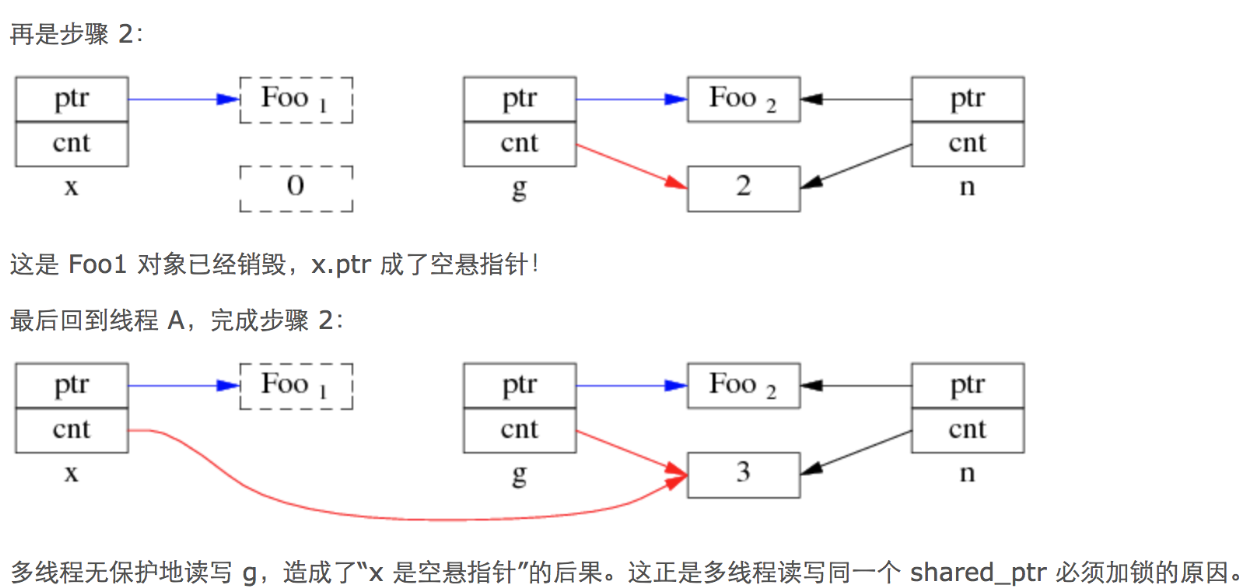 再是步骤 2：
ptr Foo 1 ptr Foo 2 ptr
cnt cnt cnt
x 0 g 2 n
这是 Foo1 对象已经销毁，x.ptr 成了空悬指针！
最后回到线程 A，完成步骤 2：
ptr Foo 1 ptr Foo 2 ptr
cnt cnt cnt
x g 3 n
多线程无保护地读写 g，造成了“x 是空悬指针”的后果。这正是多线程读写同一个 shared_ptr 必须加锁的原因。